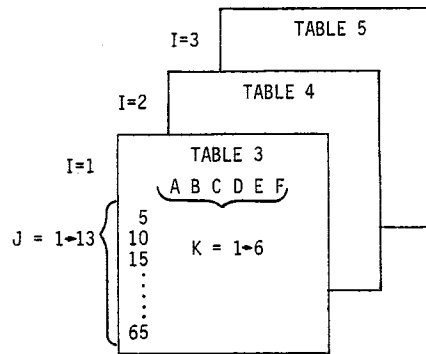 I=3
TABLE 5
I=2
TABLE 4
I=1
TABLE 3
A B C D E F
J = 1→13
5
10
15
K = 1→6
65